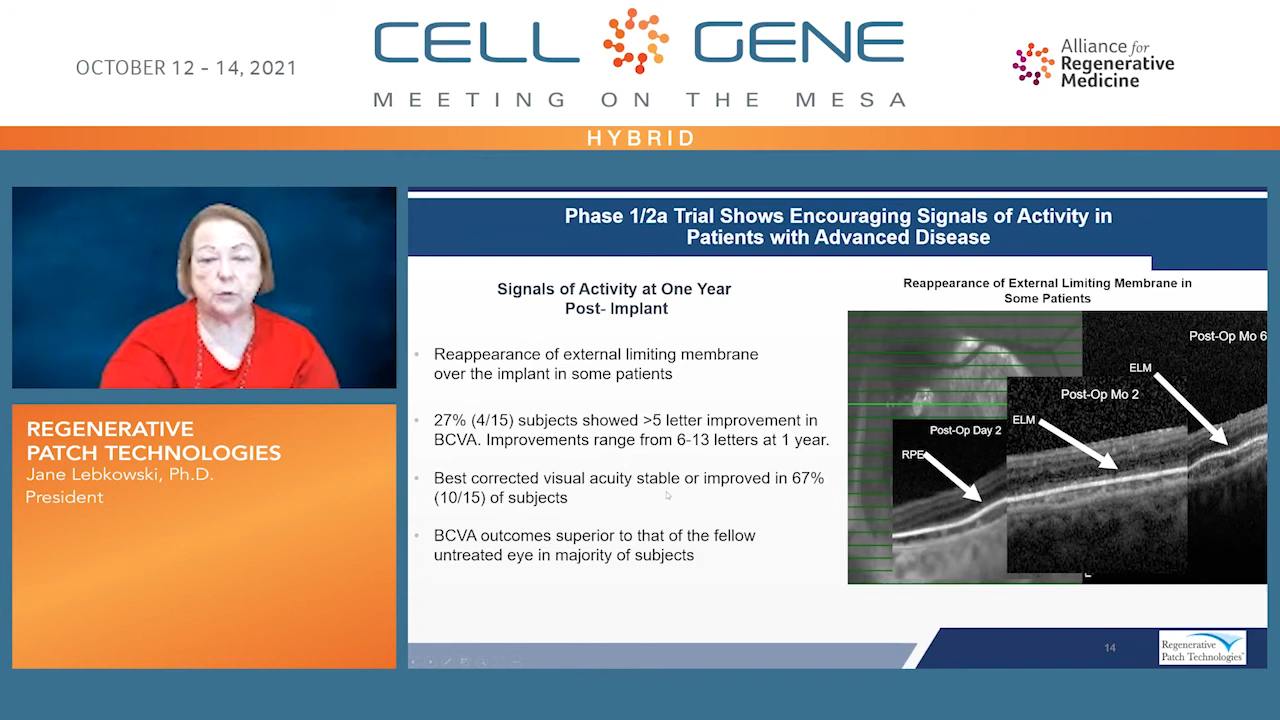 OCTOBER 12 - 14, 2021
CELL GENE
MEETING ON THE MESA
Alliance for
Regenerative
Medicine
HYBRID
REGENERATIVE
PATCH TECHNOLOGIES
Jane Lebkowski, Ph.D.
President
Phase 1/2a Trial Shows Encouraging Signals of Activity in
Patients with Advanced Disease
Signals of Activity at One Year
Post- Implant
• Reappearance of external limiting membrane
over the implant in some patients
• 27% (4/15) subjects showed >5 letter improvement in
BCVA. Improvements range from 6-13 letters at 1 year.
• Best corrected visual acuity stable or improved in 67%
(10/15) of subjects
• BCVA outcomes superior to that of the fellow
untreated eye in majority of subjects
Reappearance of External Limiting Membrane in
Some Patients
Post-Op Mo 6
ELM
Post-Op Mo 2
ELM
Post-Op Day 2
RPE
14
Regenerative
Patch Technologies